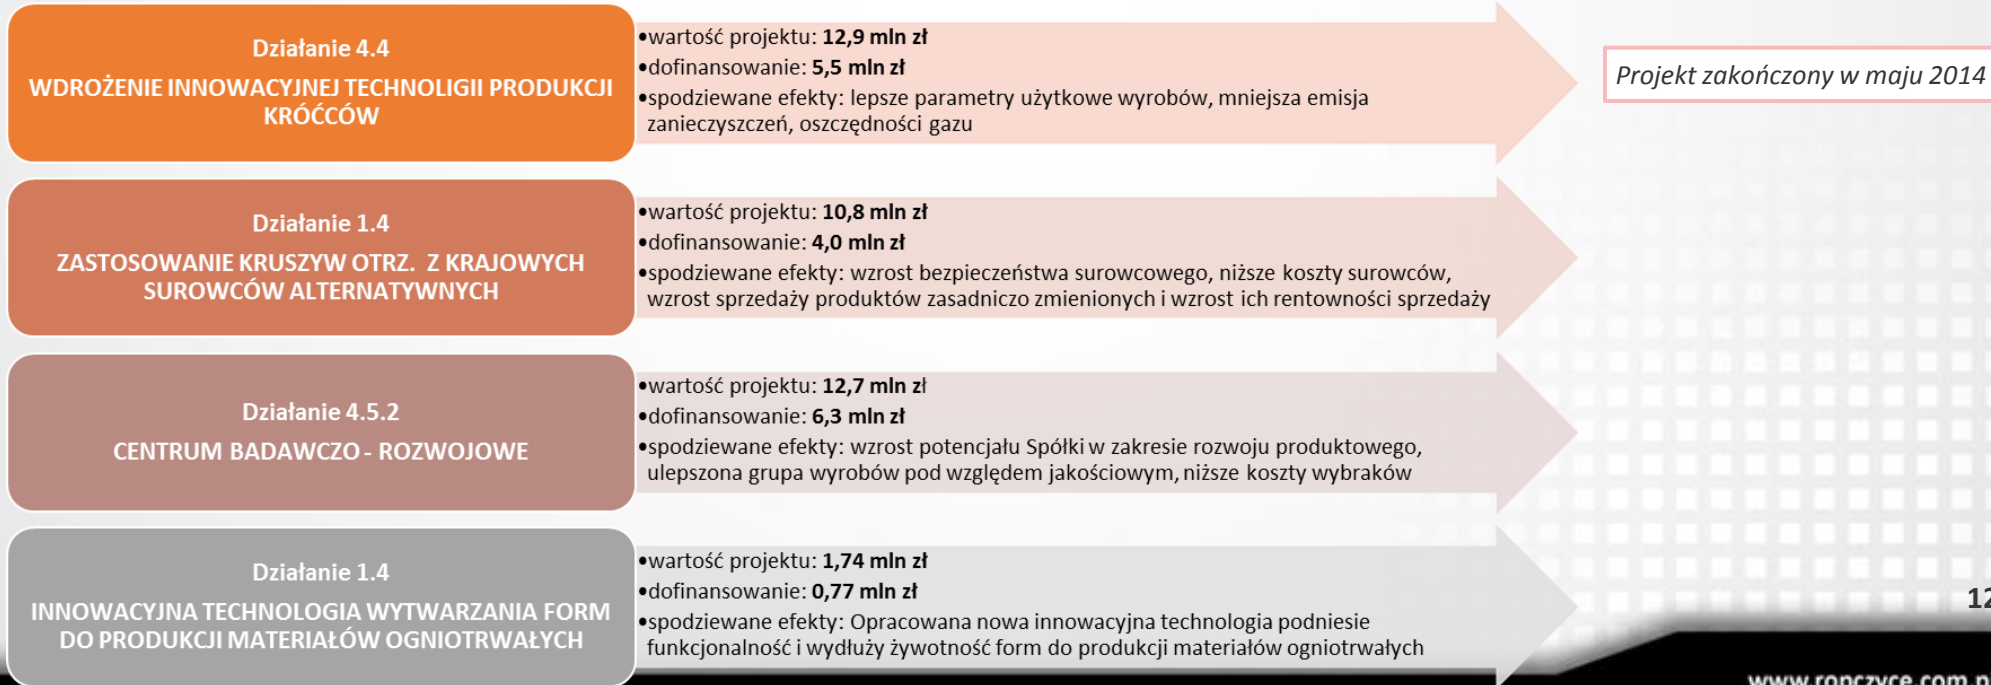 Działanie 4.4
WDROŻENIE INNOWACYJNEJ TECHNOLIGII PRODUKCJI
KRÓĆCÓW
•wartość projektu: 12,9 mln zł
•dofinansowanie: 5,5 mln zł
•spodziewane efekty: lepsze parametry użytkowe wyrobów, mniejsza emisja
zanieczyszczeń, oszczędności gazu
Projekt zakończony w maju 2014
Działanie 1.4
ZASTOSOWANIE KRUSZYW OTRZ. Z KRAJOWYCH
SUROWCÓW ALTERNATYWNYCH
•wartość projektu: 10,8 mln zł
•dofinansowanie: 4,0 mln zł
•spodziewane efekty: wzrost bezpieczeństwa surowcowego, niższe koszty surowców,
wzrost sprzedaży produktów zasadniczo zmienionych i wzrost ich rentowności sprzedaży
Działanie 4.5.2
CENTRUM BADAWCZO - ROZWOJOWE
•wartość projektu: 12,7 mln zł
•dofinansowanie: 6,3 mln zł
•spodziewane efekty: wzrost potencjału Spółki w zakresie rozwoju produktowego,
ulepszona grupa wyrobów pod względem jakościowym, niższe koszty wybraków
Działanie 1.4
INNOWACYJNA TECHNOLOGIA WYTWARZANIA FORM
DO PRODUKCJI MATERIAŁÓW OGNIOTRWAŁYCH
•wartość projektu: 1,74 mln zł
•dofinansowanie: 0,77 mln zł
•spodziewane efekty: Opracowana nowa innowacyjna technologia podniesie
funkcjonalność i wydłuży żywotność form do produkcji materiałów ogniotrwałych
12
www.ropczyce.com.p